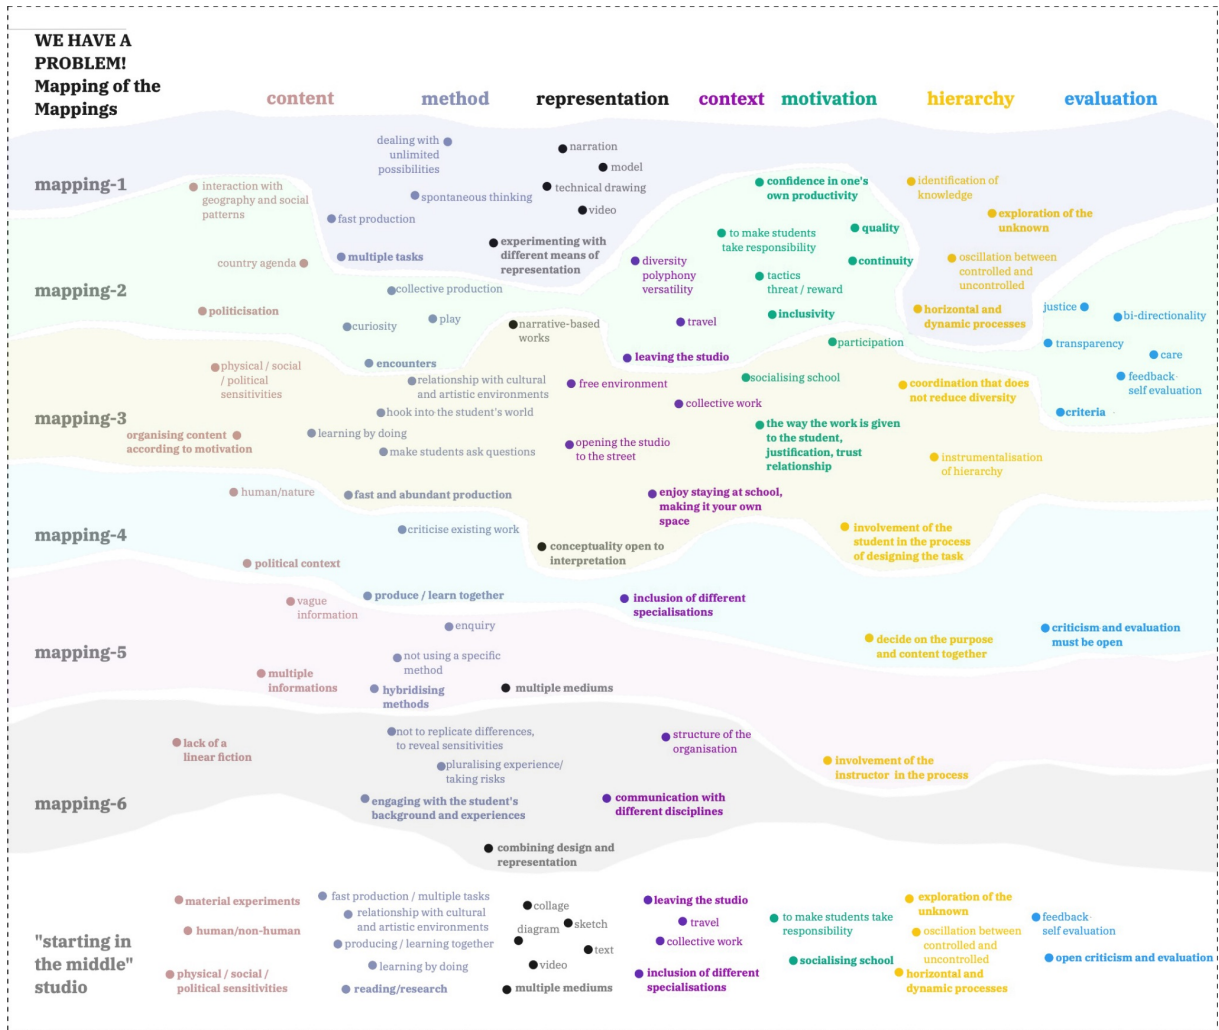 WE HAVE A
PROBLEM!
Mapping of the
Mappings
content
method
representation
context
motivation
hierarchy
evaluation
mapping-1
interaction with
geography and social
patterns
dealing with
unlimited
possibilities
spontaneous thinking
fast production
multiple tasks
narration
model
technical drawing
video
experimenting with
different means of
representation
confidence in one's
own productivity
identification of
knowledge
exploration of the
unknown
oscillation between
controlled and
uncontrolled
horizontal and
dynamic processes
mapping-2
country agenda
politicisation
collective production
play
curiosity
encounters
narrative-based
works
diversity
polyphony
versatility
travel
leaving the studio
to make students
take responsibility
quality
continuity
tactics
threat / reward
inclusivity
participation
justice
bi-directionality
transparency
care
feedback-
self evaluation
criteria
mapping-3
physical / social
/ political
sensitivities
organising content
according to motivation
relationship with cultural
and artistic environments
hook into the student's world
learning by doing
make students ask questions
fast and abundant production
free environment
collective work
opening the studio
to the street
enjoy staying at school,
making it your own
space
conceptuality open to
interpretation
socialising school
the way the work is given
to the student,
justification, trust
relationship
coordination that does
not reduce diversity
instrumentalisation
of hierarchy
involvement of the
student in the process
of designing the task
mapping-4
human/nature
political context
criticise existing work
produce / learn together
inclusion of different
specialisations
decide on the purpose
and content together
criticism and evaluation
must be open
mapping-5
vague
information
multiple
informations
enquiry
not using a specific
method
hybridising
methods
multiple mediums
involvement of the
instructor in the process
mapping-6
lack of a
linear fiction
not to replicate differences,
to reveal sensitivities
pluralising experience/
taking risks
engaging with the student's
background and experiences
combining design and
representation
structure of the
organisation
communication with
different disciplines
"starting in
the middle"
studio
material experiments
human/non-human
physical / social /
political sensitivities
fast production / multiple tasks
relationship with cultural
and artistic environments
producing / learning together
learning by doing
reading/research
collage
sketch
diagram
text
video
multiple mediums
leaving the studio
travel
collective work
inclusion of different
specialisations
to make students take
responsibility
socialising school
exploration of the
unknown
oscillation between
controlled and
uncontrolled
horizontal and
dynamic processes
feedback-
self evaluation
open criticism and evaluation